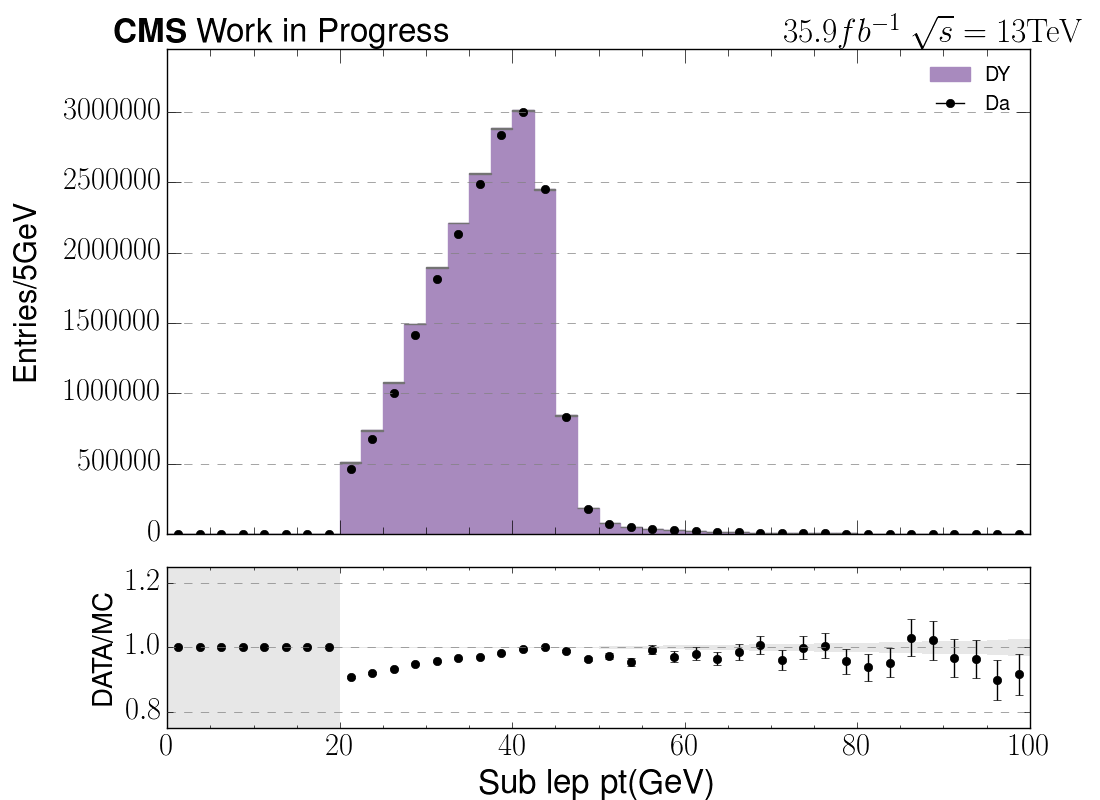 CMS Work in Progress
35.9fb⁻¹ √s = 13TeV
DY
Da
Entries/5GeV
3000000
2500000
2000000
1500000
1000000
500000
0
DATA/MC
1.2
1.0
0.8
0 20 40 60 80 100
Sub lep pt(GeV)